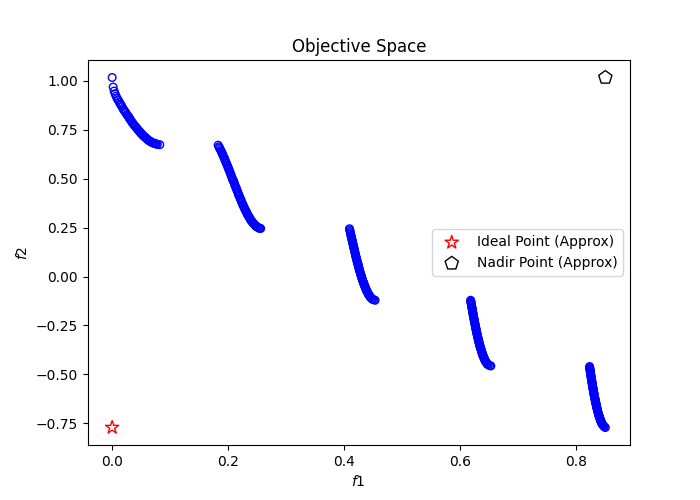 Objective Space
1.00
0.75
0.50
0.25
0.00
−0.25
−0.50
−0.75
f2
Ideal Point (Approx)
Nadir Point (Approx)
0.0 0.2 0.4 0.6 0.8
f1